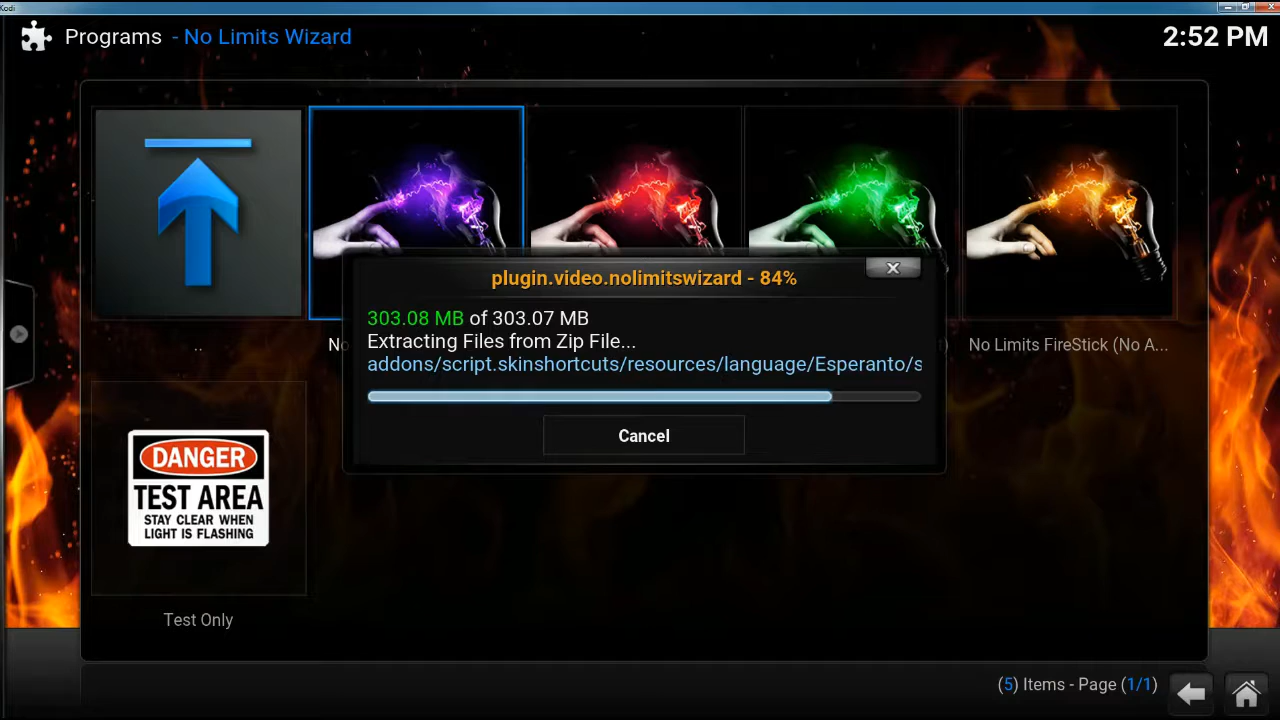 Kodi
Programs - No Limits Wizard
2:52 PM
plugin.video.nolimitswizard - 84%
303.08 MB of 303.07 MB
Extracting Files from Zip File...
addons/script.skinshortcuts/resources/language/Esperanto/s
Cancel
..
No
)
No Limits FireStick (No A...
DANGER
TEST AREA
STAY CLEAR WHEN
LIGHT IS FLASHING
Test Only
(5) Items - Page (1/1)